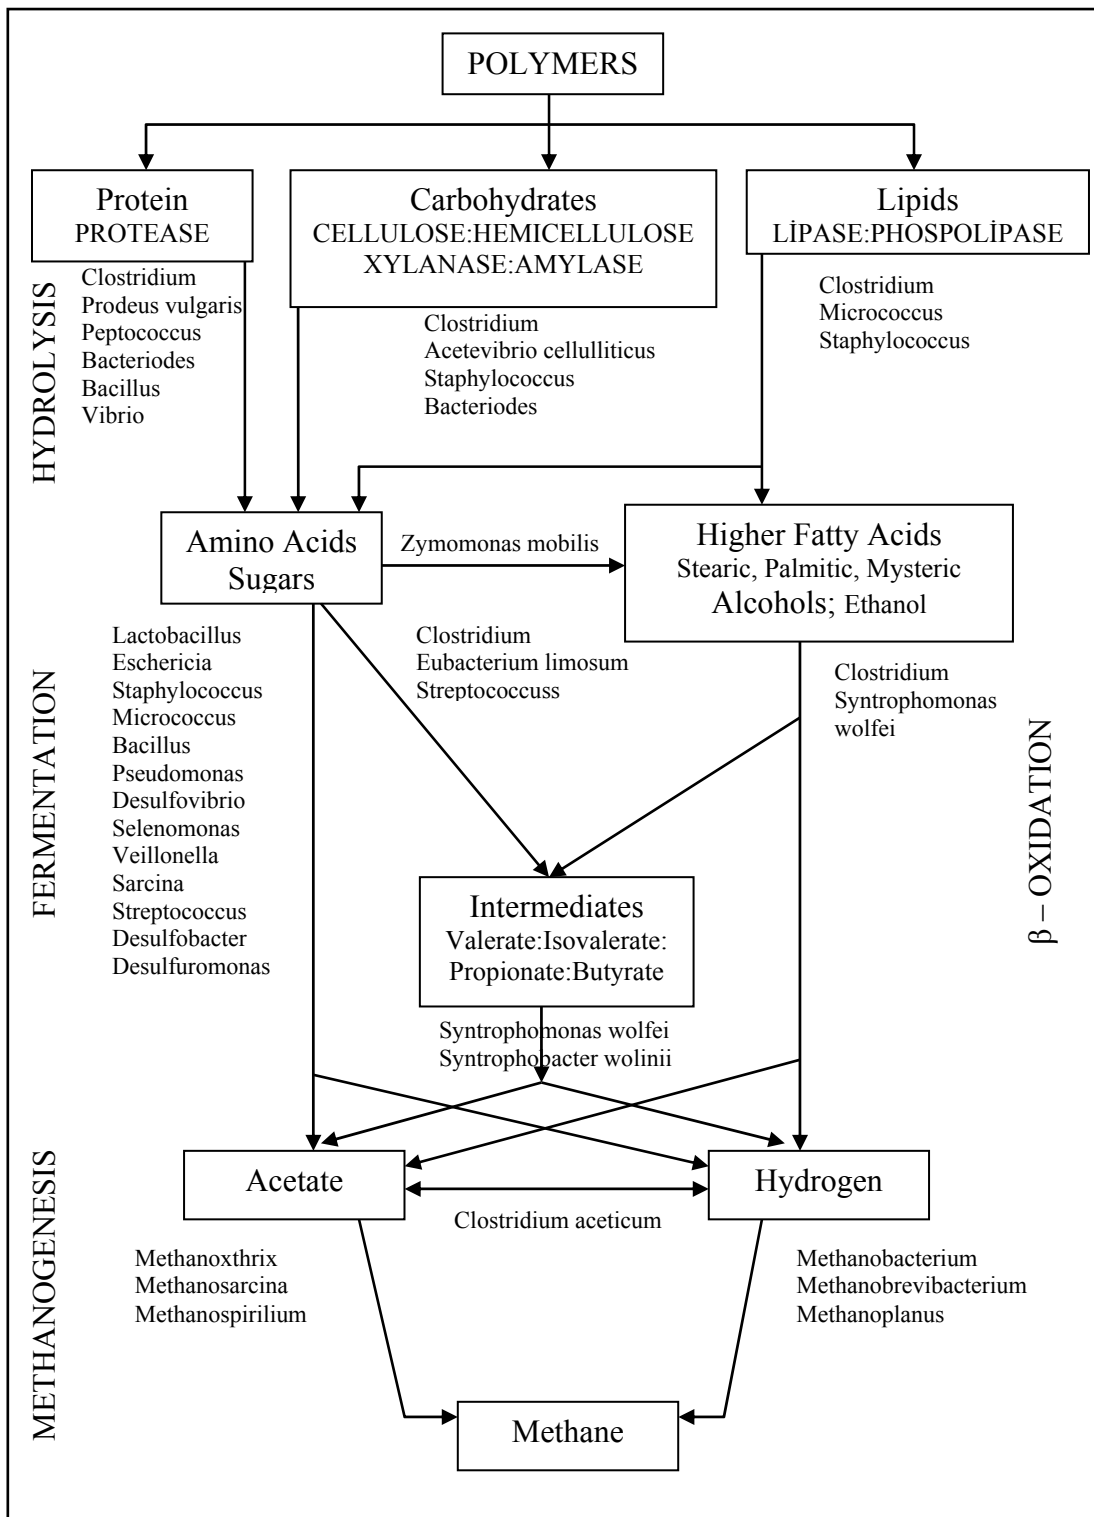 POLYMERS
Protein
PROTEASE
Carbohydrates
CELLULOSE:HEMICELLULOSE
XYLANASE:AMYLASE
Lipids
LİPASE:PHOSPOLİPASE
HYDROLYSIS
Clostridium
Prodeus vulgaris
Peptococcus
Bacteriodes
Bacillus
Vibrio
Clostridium
Acetevibrio cellulliticus
Staphylococcus
Bacteriodes
Clostridium
Micrococcus
Staphylococcus
Amino Acids
Sugars
Zymomonas mobilis
Higher Fatty Acids
Stearic, Palmitic, Mysteric
Alcohols; Ethanol
FERMENTATION
Lactobacillus
Eschericia
Staphylococcus
Micrococcus
Bacillus
Pseudomonas
Desulfovibrio
Selenomonas
Veillonella
Sarcina
Streptococcus
Desulfobacter
Desulfuromonas
Clostridium
Eubacterium limosum
Streptococcuss
Clostridium
Syntrophomonas
wolfei
β – OXIDATION
Intermediates
Valerate:Isovalerate:
Propionate:Butyrate
Syntrophomonas wolfei
Syntrophobacter wolinii
METHANOGENESIS
Acetate
Hydrogen
Clostridium aceticum
Methanoxthrix
Methanosarcina
Methanospirilium
Methanobacterium
Methanobrevibacterium
Methanoplanus
Methane